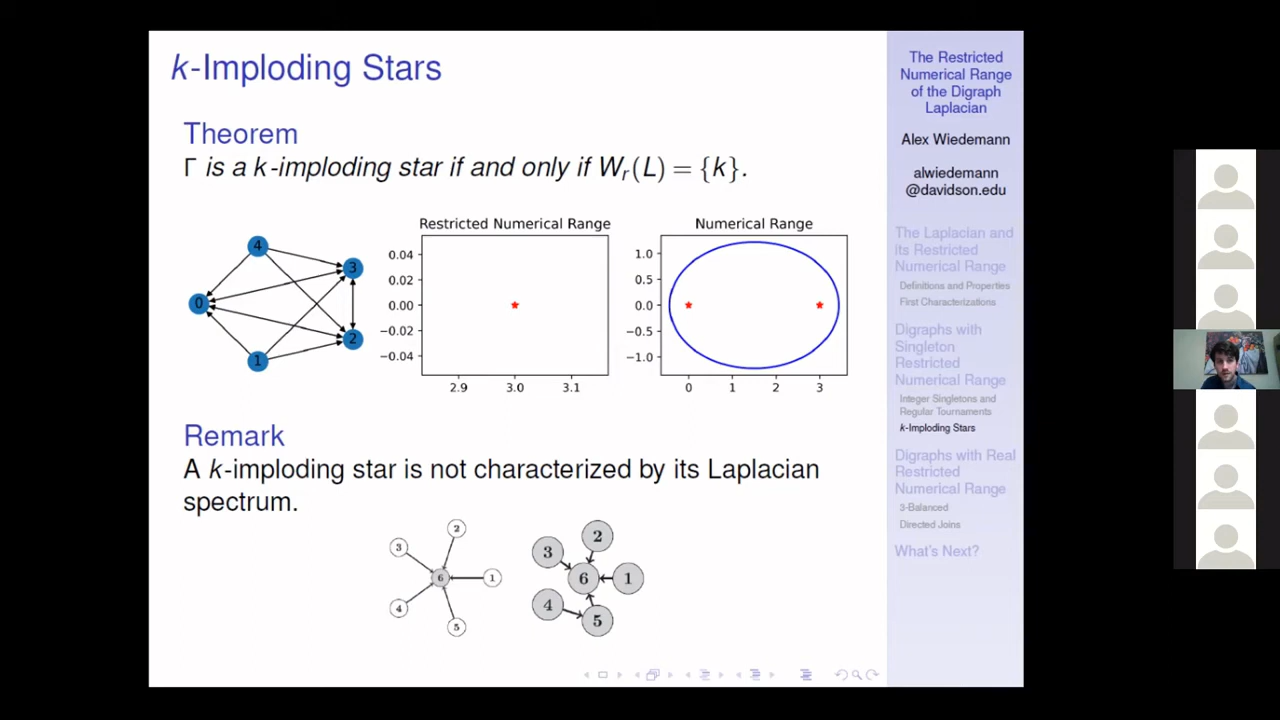 k-Imploding Stars
Theorem
Γ is a k-imploding star if and only if Wᵣ(L) = {k}.
4
3
0
2
1
Restricted Numerical Range
0.04
0.02
0.00
−0.02
−0.04
2.9 3.0 3.1
Numerical Range
1.0
0.5
0.0
−0.5
−1.0
0 1 2 3
Remark
A k-imploding star is not characterized by its Laplacian
spectrum.
2
3
6
1
4
5
2
3
6
1
4
5
The Restricted
Numerical Range
of the Digraph
Laplacian
Alex Wiedemann
alwiedemann
@davidson.edu
The Laplacian and
its Restricted
Numerical Range
Definitions and Properties
First Characterizations
Digraphs with
Singleton
Restricted
Numerical Range
Integer Singletons and
Regular Tournaments
k-Imploding Stars
Digraphs with Real
Restricted
Numerical Range
3-Balanced
Directed Joins
What's Next?